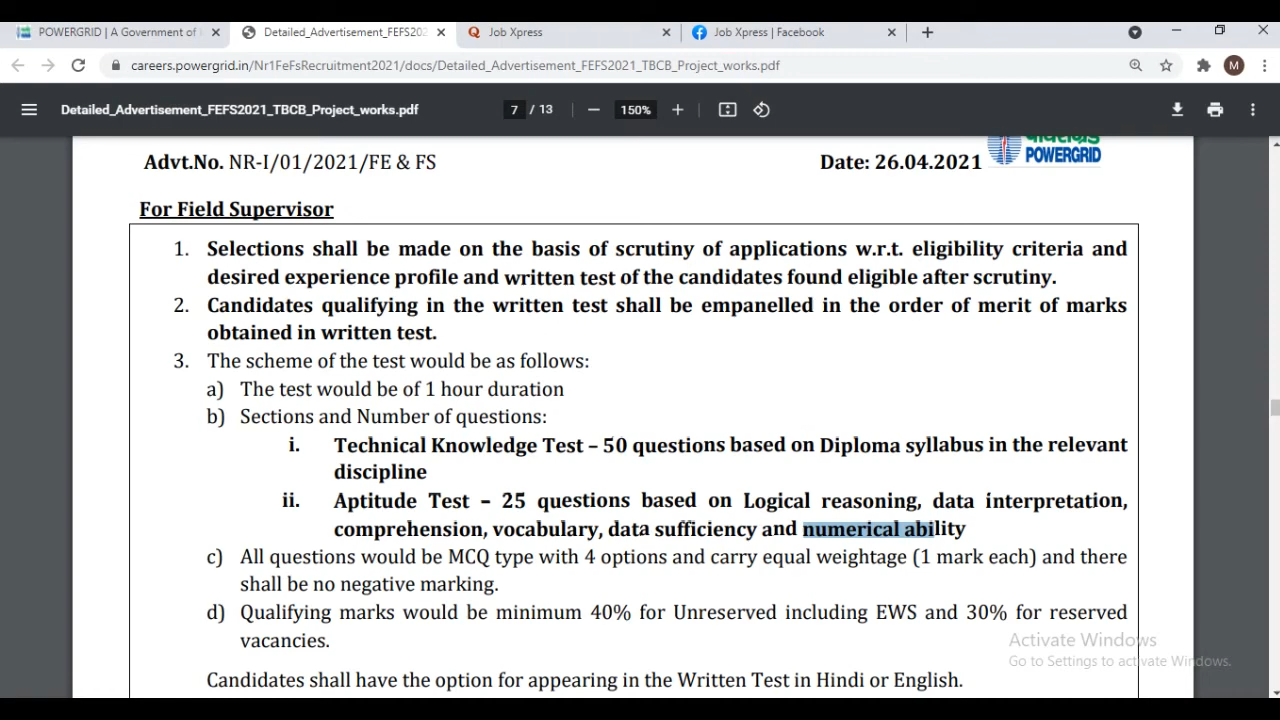 POWERGRID | A Government of
Detailed_Advertisement_FEFS202
Job Xpress
Job Xpress | Facebook
careers.powergrid.in/Nr1FeFsRecruitment2021/docs/Detailed_Advertisement_FEFS2021_TBCB_Project_works.pdf
M
Detailed_Advertisement_FEFS2021_TBCB_Project_works.pdf
7 / 13
150%
POWERGRID
Advt.No. NR-I/01/2021/FE & FS
Date: 26.04.2021
For Field Supervisor
1. Selections shall be made on the basis of scrutiny of applications w.r.t. eligibility criteria and
desired experience profile and written test of the candidates found eligible after scrutiny.
2. Candidates qualifying in the written test shall be empanelled in the order of merit of marks
obtained in written test.
3. The scheme of the test would be as follows:
a) The test would be of 1 hour duration
b) Sections and Number of questions:
i. Technical Knowledge Test – 50 questions based on Diploma syllabus in the relevant
discipline
ii. Aptitude Test – 25 questions based on Logical reasoning, data interpretation,
comprehension, vocabulary, data sufficiency and numerical ability
c) All questions would be MCQ type with 4 options and carry equal weightage (1 mark each) and there
shall be no negative marking.
d) Qualifying marks would be minimum 40% for Unreserved including EWS and 30% for reserved
vacancies.
Activate Windows
Go to Settings to activate Windows.
Candidates shall have the option for appearing in the Written Test in Hindi or English.